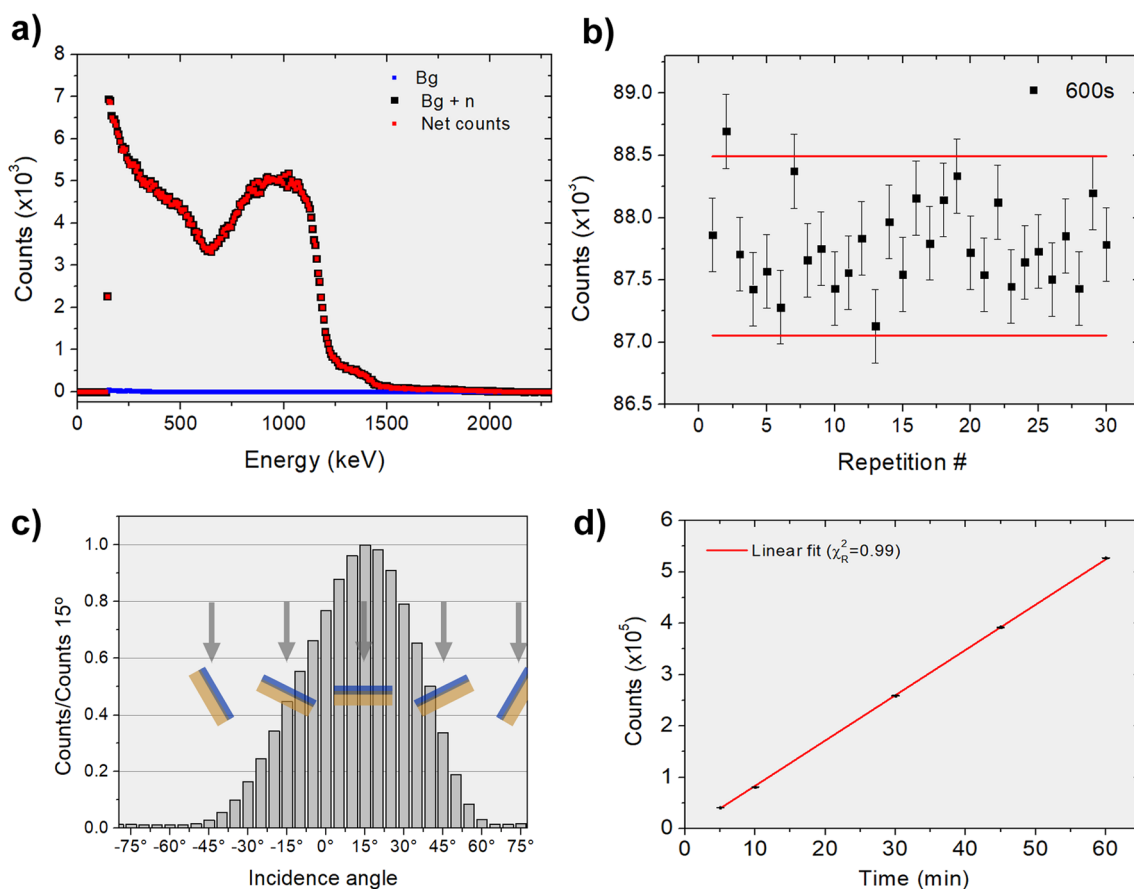 a)
Counts (x10³)
8
7
6
5
4
3
2
1
0
Bg
Bg + n
Net counts
0 500 1000 1500 2000
Energy (keV)
b)
Counts (x10³)
89.0
88.5
88.0
87.5
87.0
86.5
600s
0 5 10 15 20 25 30
Repetition #
c)
Counts/Counts 15º
1.0
0.8
0.6
0.4
0.2
0.0
-75° -60° -45° -30° -15° 0° 15° 30° 45° 60° 75°
Incidence angle
d)
Counts (x10⁵)
6
5
4
3
2
1
0
Linear fit (χ²R=0.99)
0 10 20 30 40 50 60
Time (min)